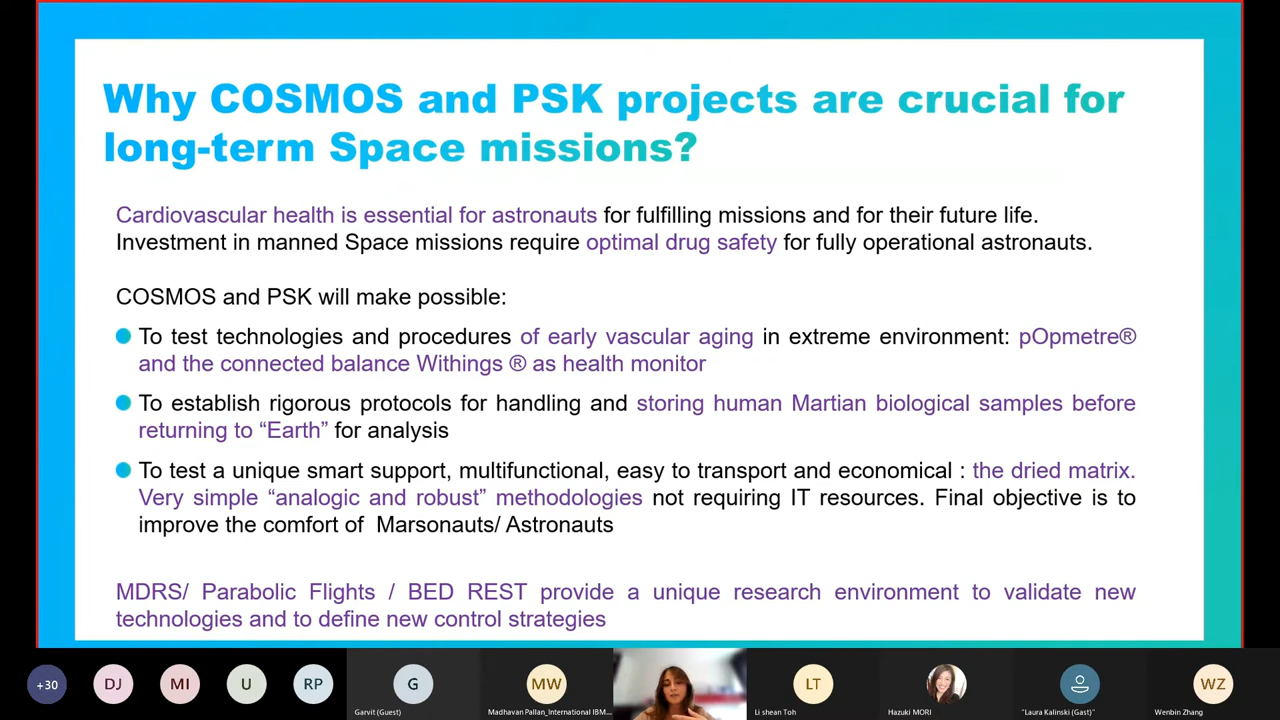 Why COSMOS and PSK projects are crucial for
long-term Space missions?
Cardiovascular health is essential for astronauts for fulfilling missions and for their future life.
Investment in manned Space missions require optimal drug safety for fully operational astronauts.
COSMOS and PSK will make possible:
To test technologies and procedures of early vascular aging in extreme environment: pOpmetre®
and the connected balance Withings ® as health monitor
To establish rigorous protocols for handling and storing human Martian biological samples before
returning to “Earth” for analysis
To test a unique smart support, multifunctional, easy to transport and economical : the dried matrix.
Very simple “analogic and robust” methodologies not requiring IT resources. Final objective is to
improve the comfort of Marsonauts/ Astronauts
MDRS/ Parabolic Flights / BED REST provide a unique research environment to validate new
technologies and to define new control strategies
+30 DJ MI U RP G MW LT WZ
Garvit (Guest) Madhavan Pallan_International IBM... Li shean Toh Hazuki MORI "Laura Kalinski (Gast)" Wenbin Zhang